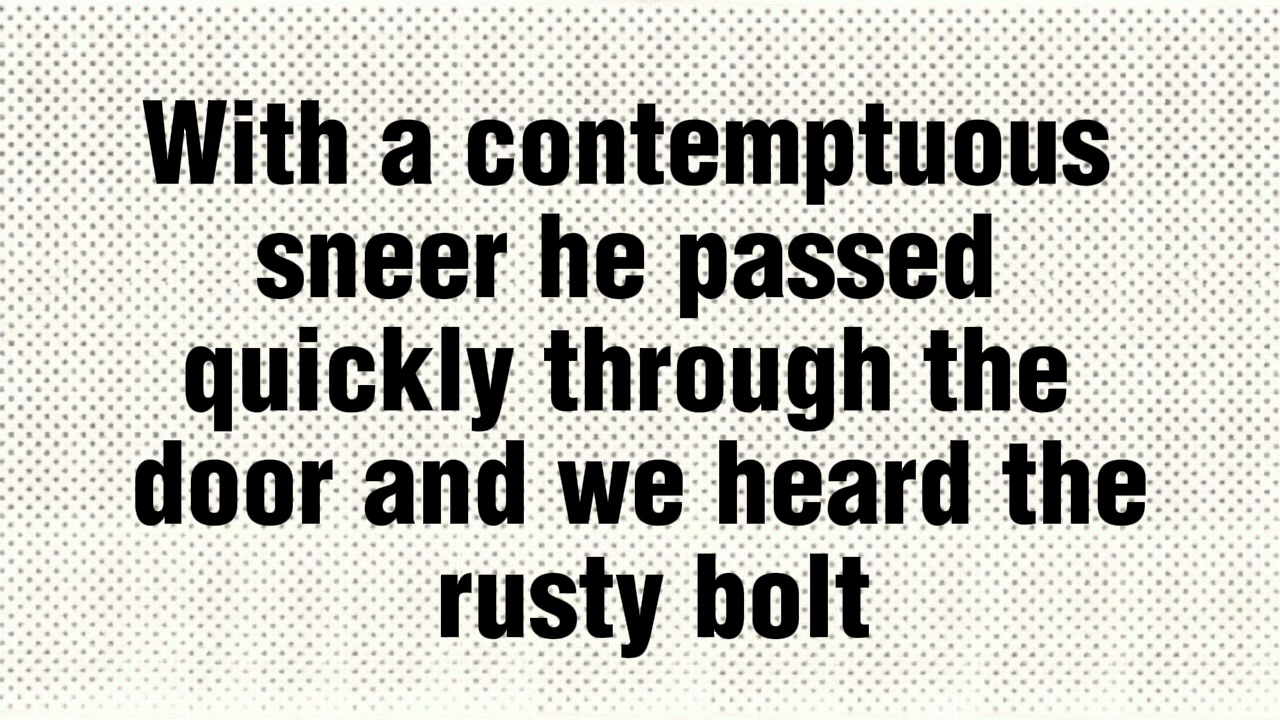 With a contemptuous
sneer he passed
quickly through the
door and we heard the
rusty bolt